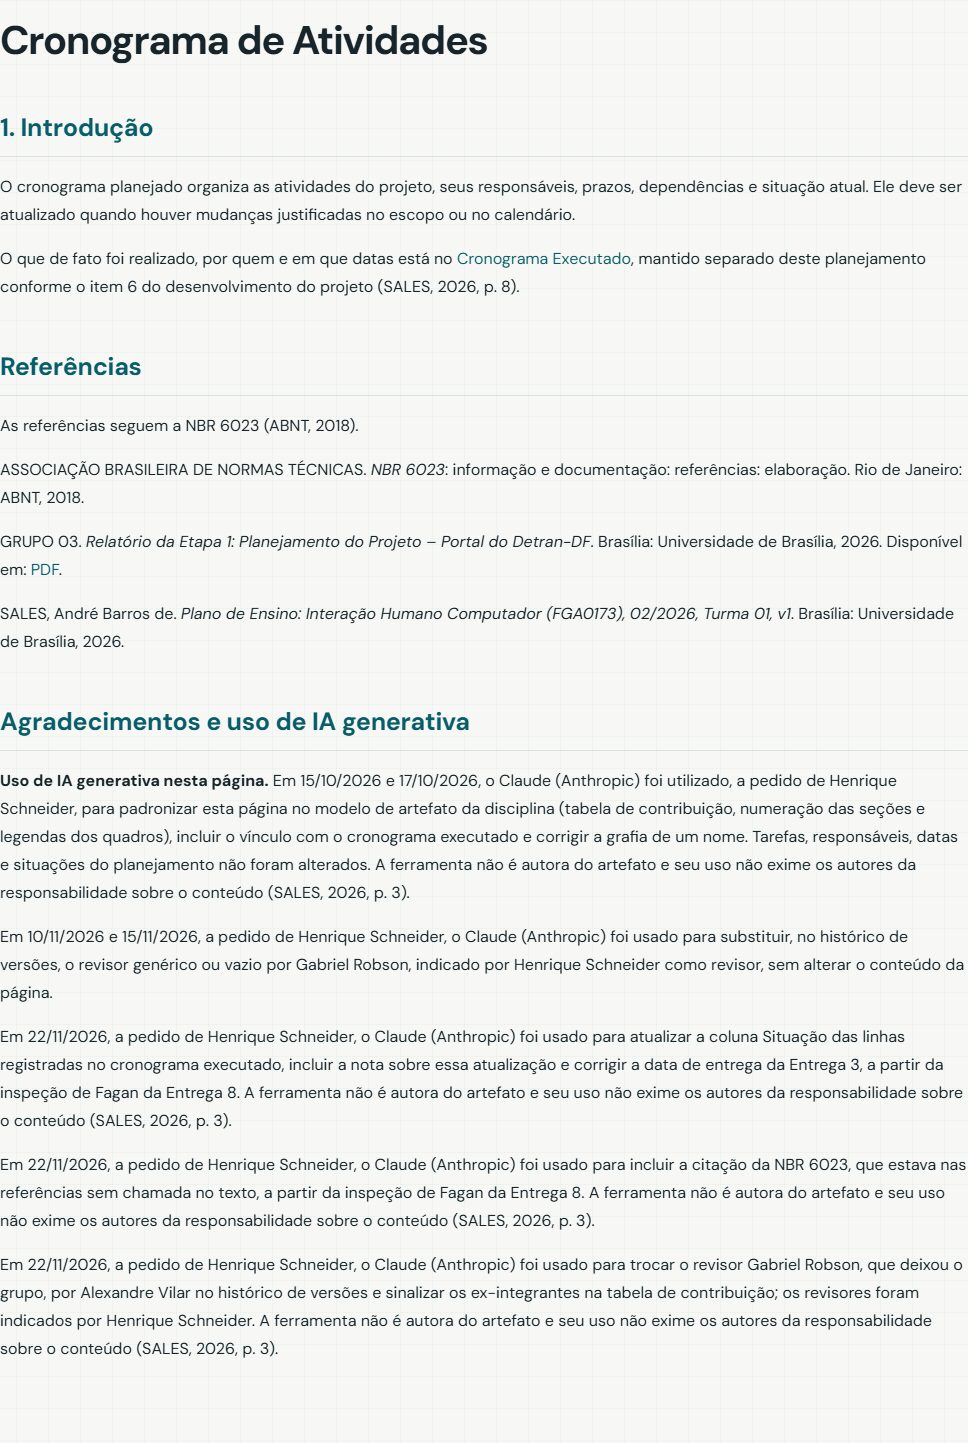 Cronograma de Atividades
1. Introdução
O cronograma planejado organiza as atividades do projeto, seus responsáveis, prazos, dependências e situação atual. Ele deve ser
atualizado quando houver mudanças justificadas no escopo ou no calendário.
O que de fato foi realizado, por quem e em que datas está no Cronograma Executado, mantido separado deste planejamento
conforme o item 6 do desenvolvimento do projeto (SALES, 2026, p. 8).
Referências
As referências seguem a NBR 6023 (ABNT, 2018).
ASSOCIAÇÃO BRASILEIRA DE NORMAS TÉCNICAS. NBR 6023: informação e documentação: referências: elaboração. Rio de Janeiro:
ABNT, 2018.
GRUPO 03. Relatório da Etapa 1: Planejamento do Projeto – Portal do Detran-DF. Brasília: Universidade de Brasília, 2026. Disponível
em: PDF.
SALES, André Barros de. Plano de Ensino: Interação Humano Computador (FGA0173), 02/2026, Turma 01, v1. Brasília: Universidade
de Brasília, 2026.
Agradecimentos e uso de IA generativa
Uso de IA generativa nesta página. Em 15/10/2026 e 17/10/2026, o Claude (Anthropic) foi utilizado, a pedido de Henrique
Schneider, para padronizar esta página no modelo de artefato da disciplina (tabela de contribuição, numeração das seções e
legendas dos quadros), incluir o vínculo com o cronograma executado e corrigir a grafia de um nome. Tarefas, responsáveis, datas
e situações do planejamento não foram alterados. A ferramenta não é autora do artefato e seu uso não exime os autores da
responsabilidade sobre o conteúdo (SALES, 2026, p. 3).
Em 10/11/2026 e 15/11/2026, a pedido de Henrique Schneider, o Claude (Anthropic) foi usado para substituir, no histórico de
versões, o revisor genérico ou vazio por Gabriel Robson, indicado por Henrique Schneider como revisor, sem alterar o conteúdo da
página.
Em 22/11/2026, a pedido de Henrique Schneider, o Claude (Anthropic) foi usado para atualizar a coluna Situação das linhas
registradas no cronograma executado, incluir a nota sobre essa atualização e corrigir a data de entrega da Entrega 3, a partir da
inspeção de Fagan da Entrega 8. A ferramenta não é autora do artefato e seu uso não exime os autores da responsabilidade sobre
o conteúdo (SALES, 2026, p. 3).
Em 22/11/2026, a pedido de Henrique Schneider, o Claude (Anthropic) foi usado para incluir a citação da NBR 6023, que estava nas
referências sem chamada no texto, a partir da inspeção de Fagan da Entrega 8. A ferramenta não é autora do artefato e seu uso
não exime os autores da responsabilidade sobre o conteúdo (SALES, 2026, p. 3).
Em 22/11/2026, a pedido de Henrique Schneider, o Claude (Anthropic) foi usado para trocar o revisor Gabriel Robson, que deixou o
grupo, por Alexandre Vilar no histórico de versões e sinalizar os ex-integrantes na tabela de contribuição; os revisores foram
indicados por Henrique Schneider. A ferramenta não é autora do artefato e seu uso não exime os autores da responsabilidade
sobre o conteúdo (SALES, 2026, p. 3).